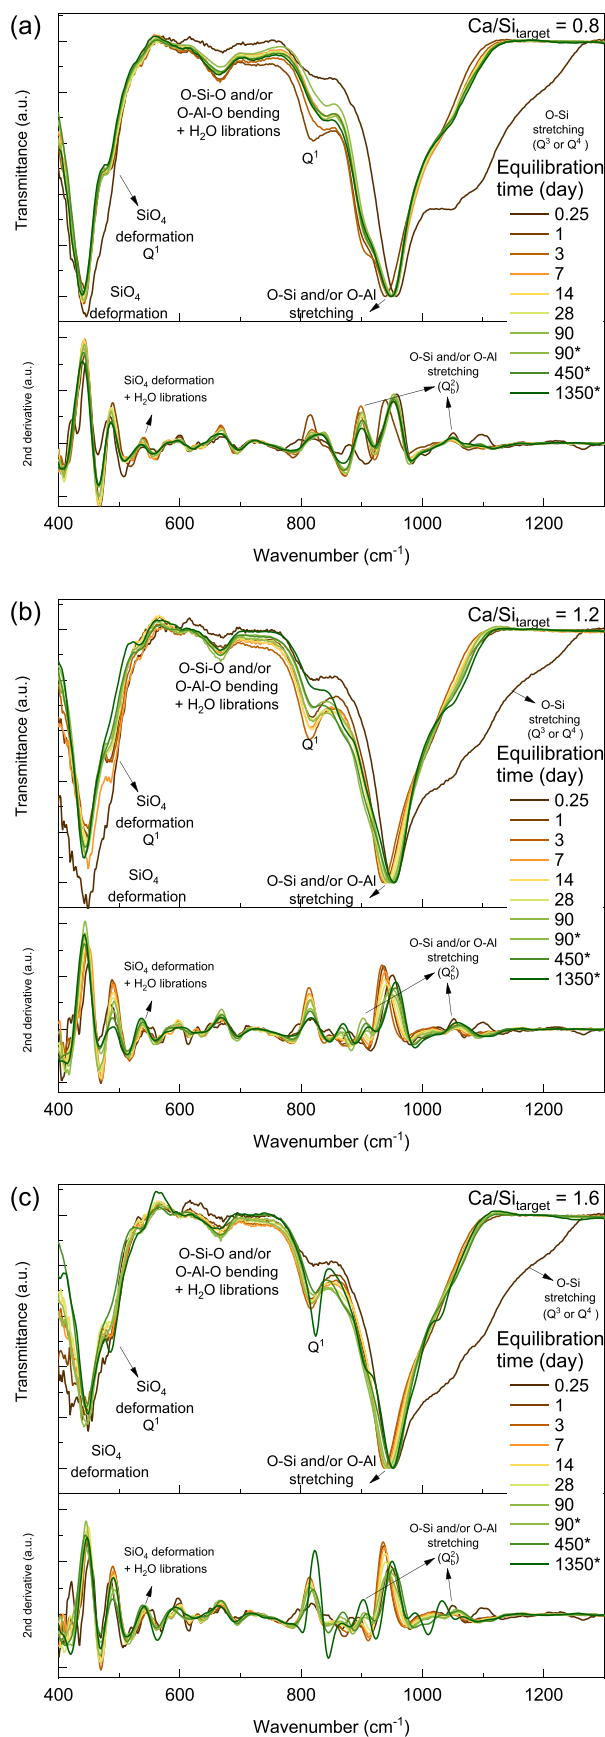 (a)
Ca/Si target = 0.8
Transmittance (a.u.)
O-Si-O and/or
O-Al-O bending
+ H2O librations
Q1
SiO4
deformation
Q1
SiO4
deformation
O-Si and/or O-Al
stretching
O-Si
stretching
(Q3 or Q4)
Equilibration
time (day)
0.25
1
3
7
14
28
90
90*
450*
1350*
2nd derivative (a.u.)
SiO4 deformation
+ H2O librations
O-Si and/or O-Al
stretching
(Q2b)
400 600 800 1000 1200
Wavenumber (cm-1)
(b)
Ca/Si target = 1.2
Transmittance (a.u.)
O-Si-O and/or
O-Al-O bending
+ H2O librations
Q1
SiO4
deformation
Q1
SiO4
deformation
O-Si and/or O-Al
stretching
O-Si
stretching
(Q3 or Q4 )
Equilibration
time (day)
0.25
1
3
7
14
28
90
90*
450*
1350*
2nd derivative (a.u.)
SiO4 deformation
+ H2O librations
O-Si and/or O-Al
stretching
(Q2b)
400 600 800 1000 1200
Wavenumber (cm-1)
(c)
Ca/Si target = 1.6
Transmittance (a.u.)
O-Si-O and/or
O-Al-O bending
+ H2O librations
Q1
SiO4
deformation
Q1
SiO4
deformation
O-Si and/or O-Al
stretching
O-Si
stretching
(Q3 or Q4 )
Equilibration
time (day)
0.25
1
3
7
14
28
90
90*
450*
1350*
2nd derivative (a.u.)
SiO4 deformation
+ H2O librations
O-Si and/or O-Al
stretching
(Q2b)
400 600 800 1000 1200
Wavenumber (cm-1)